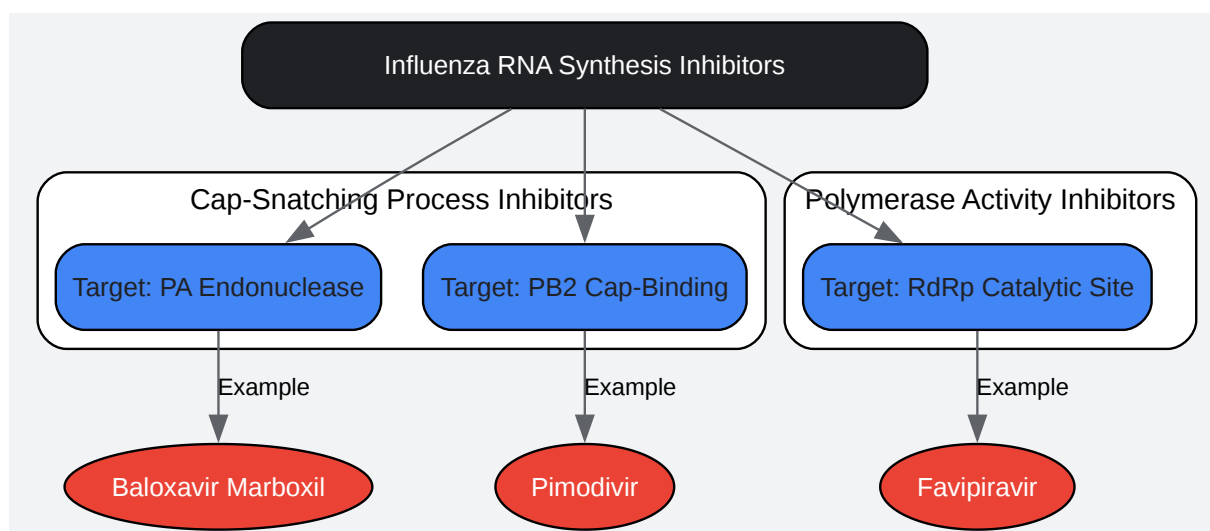 Influenza RNA Synthesis Inhibitors
Cap-Snatching Process Inhibitors
Polymerase Activity Inhibitors
Target: PA Endonuclease
Target: PB2 Cap-Binding
Target: RdRp Catalytic Site
Example
Example
Example
Baloxavir Marboxil
Pimodivir
Favipiravir